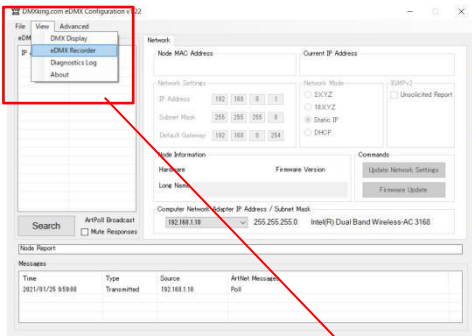 DMXking.com eDMX Configuration v
File View Advanced
DMX Display
eDMX Recorder
Diagnostics Log
About
Network
Node MAC Address
Current IP Address
Network Settings
IP Address 192 168 0 1
Subnet Mask 255 255 255 0
Default Gateway 192 168 0 254
Network Mode
2.X.Y.Z
10.X.Y.Z
Static IP
DHCP
IGMPv2
Unsolicited Report
Node Information
Hardware
Firmware Version
Long Name
Commands
Update Network Settings
Firmware Update
Computer Network Adapter IP Address / Subnet Mask
192.168.1.18 255.255.255.0 Intel(R) Dual Band Wireless-AC 3168
Search
ArtPoll Broadcast
Mute Responses
Node Report
Messages
Time Type Source ArtNet Messages
2021/01/25 9:59:08 Transmitted 192.168.1.18 Poll